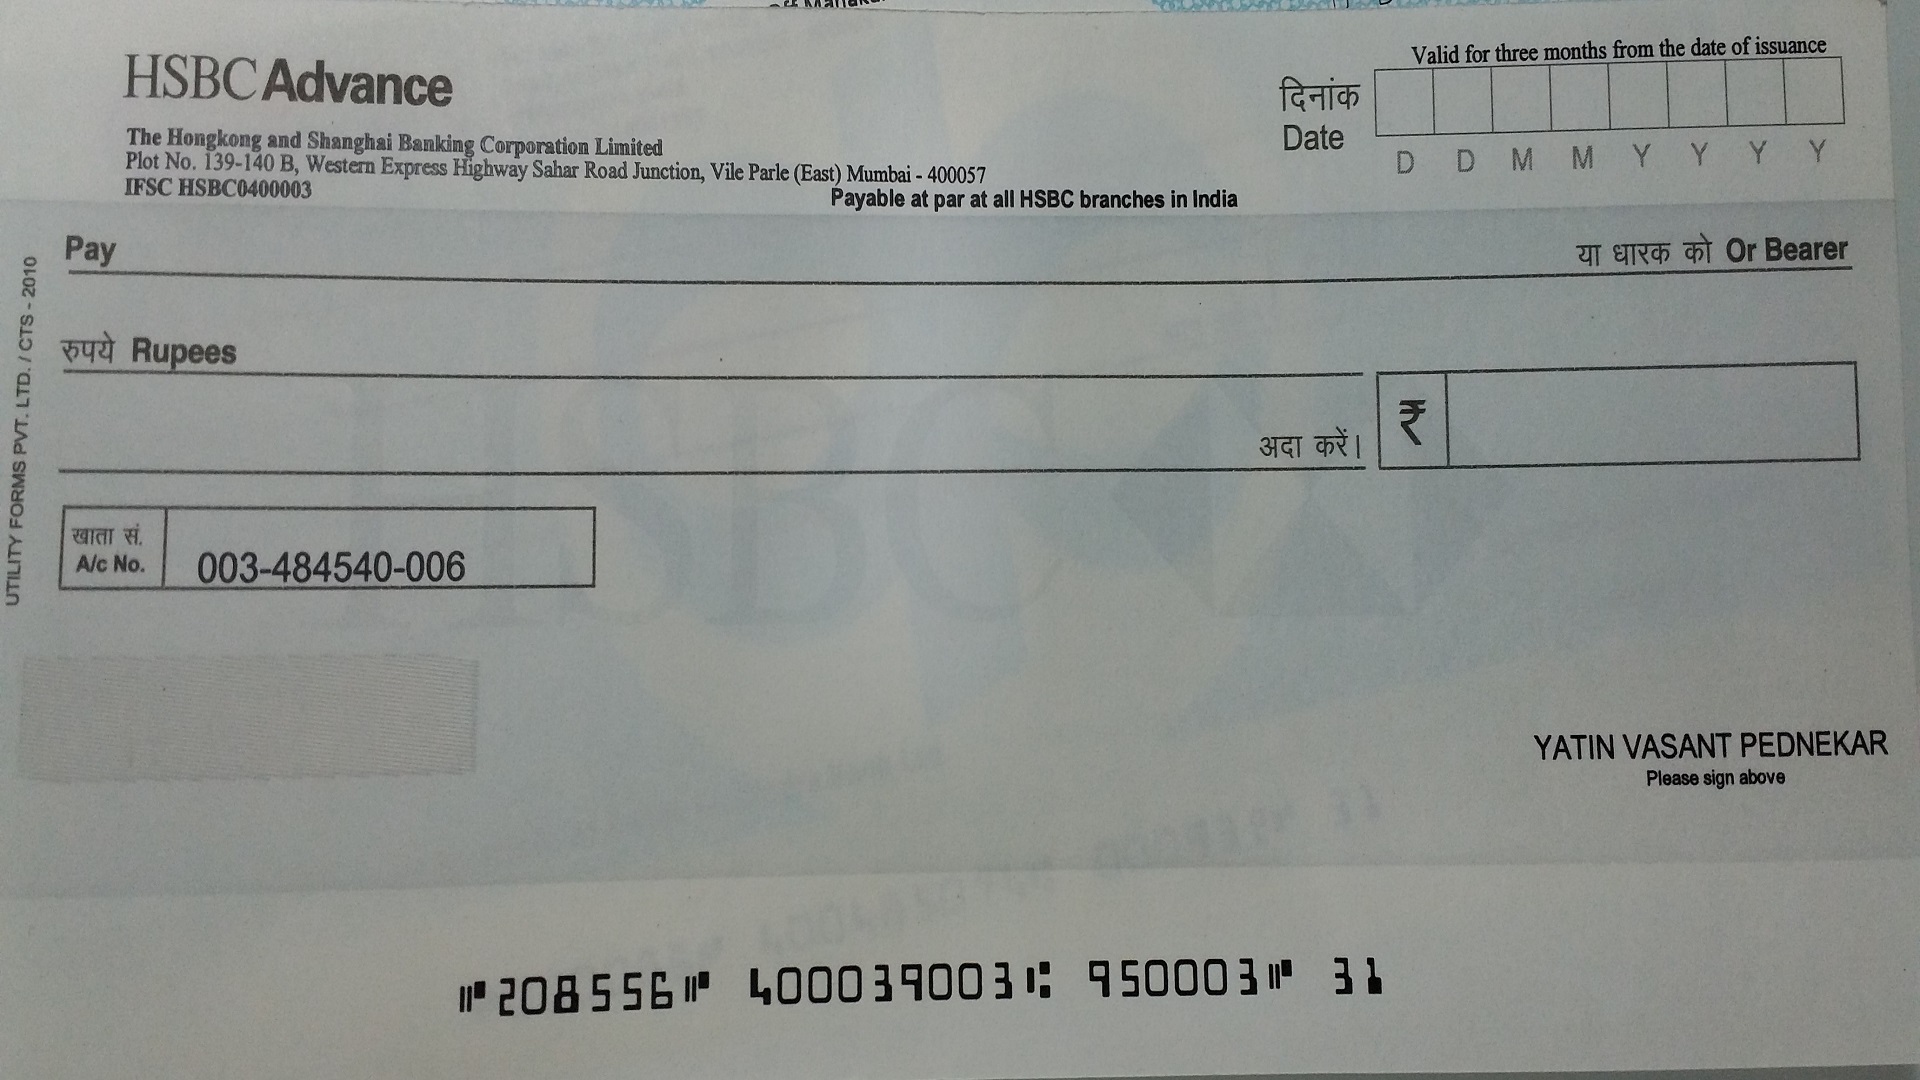 HSBC Advance
The Hongkong and Shanghai Banking Corporation Limited
Plot No. 139-140 B, Western Express Highway Sahar Road Junction, Vile Parle (East) Mumbai - 400057
IFSC HSBC0400003
Payable at par at all HSBC branches in India
Valid for three months from the date of issuance
दिनांक
Date
D D M M Y Y Y Y
Pay
या धारक को Or Bearer
रुपये Rupees
अदा करें।
₹
खाता सं.
A/c No.
003-484540-006
UTILITY FORMS PVT. LTD. / CTS - 2010
YATIN VASANT PEDNEKAR
Please sign above
⑈208556⑈ 400039003⑆ 950003⑈ 31